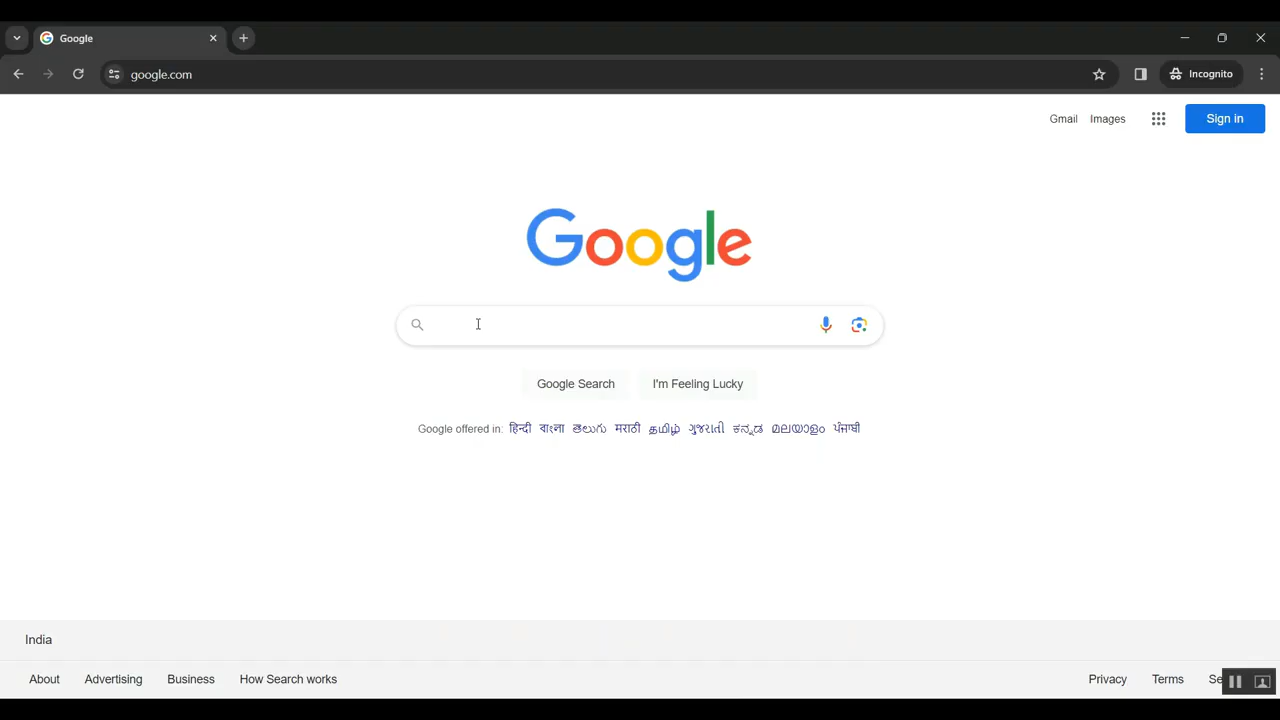 Google
google.com
Incognito
Gmail Images Sign in
Google
Google Search I'm Feeling Lucky
Google offered in: हिन्दी বাংলা తెలుగు मराठी தமிழ் ગુજરાતી ಕನ್ನಡ മലയാളം ਪੰਜਾਬੀ
India
About Advertising Business How Search works Privacy Terms